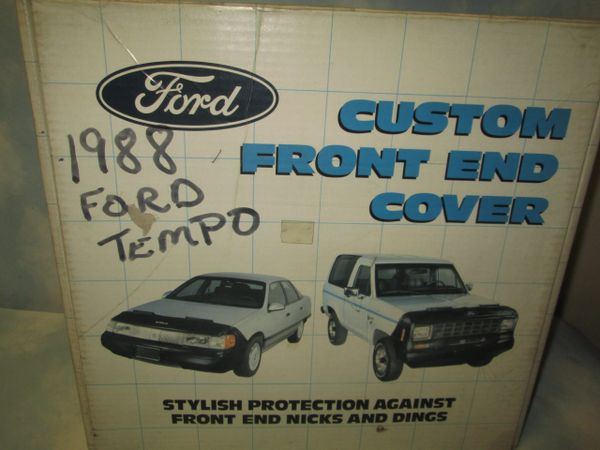 Ford
CUSTOM
FRONT END
COVER
1988
FORD
TEMPO
STYLISH PROTECTION AGAINST
FRONT END NICKS AND DINGS